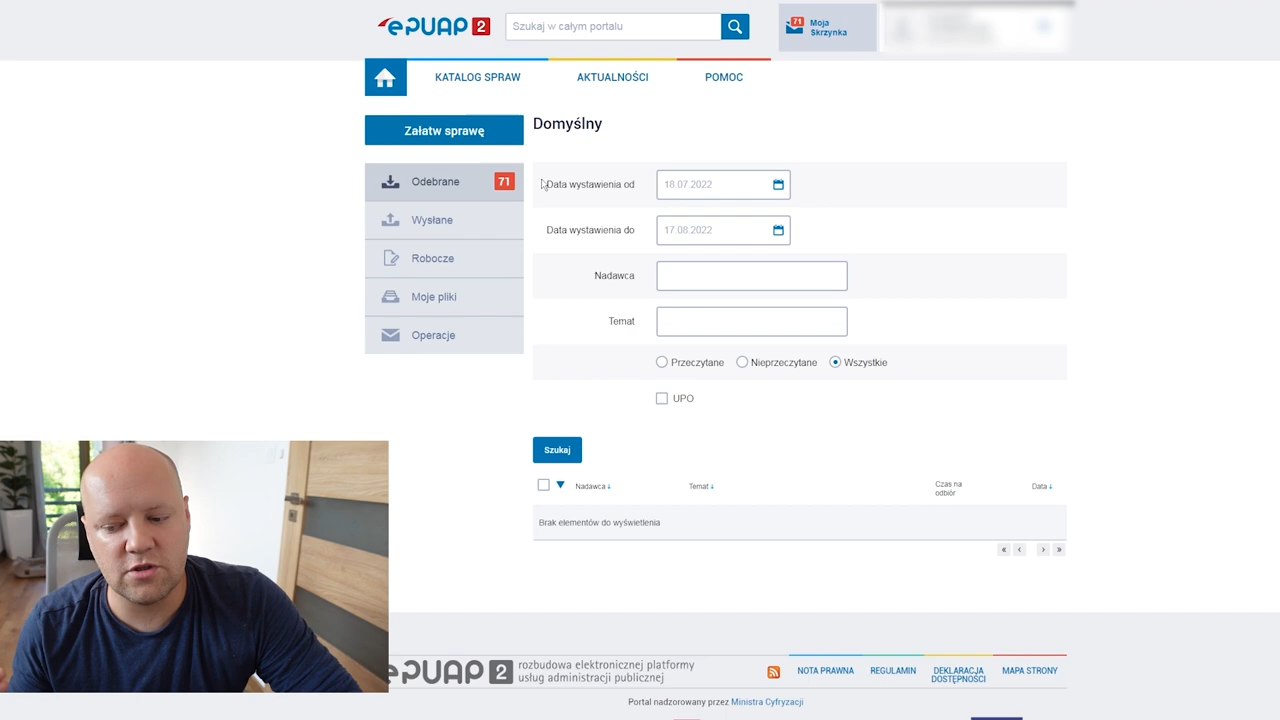 ePUAP 2
Szukaj w całym portalu
71
Moja
Skrzynka
KATALOG SPRAW
AKTUALNOŚCI
POMOC
Załatw sprawę
Odebrane 71
Wysłane
Robocze
Moje pliki
Operacje
Domyślny
Data wystawienia od 18.07.2022
Data wystawienia do 17.08.2022
Nadawca
Temat
Przeczytane Nieprzeczytane Wszystkie
UPO
Szukaj
Nadawca
Temat
Czas na
odbiór
Data
Brak elementów do wyświetlenia
« ‹ › »
ePUAP 2
rozbudowa elektronicznej platformy
usług administracji publicznej
NOTA PRAWNA
REGULAMIN
DEKLARACJA
DOSTĘPNOŚCI
MAPA STRONY
Portal nadzorowany przez Ministra Cyfryzacji